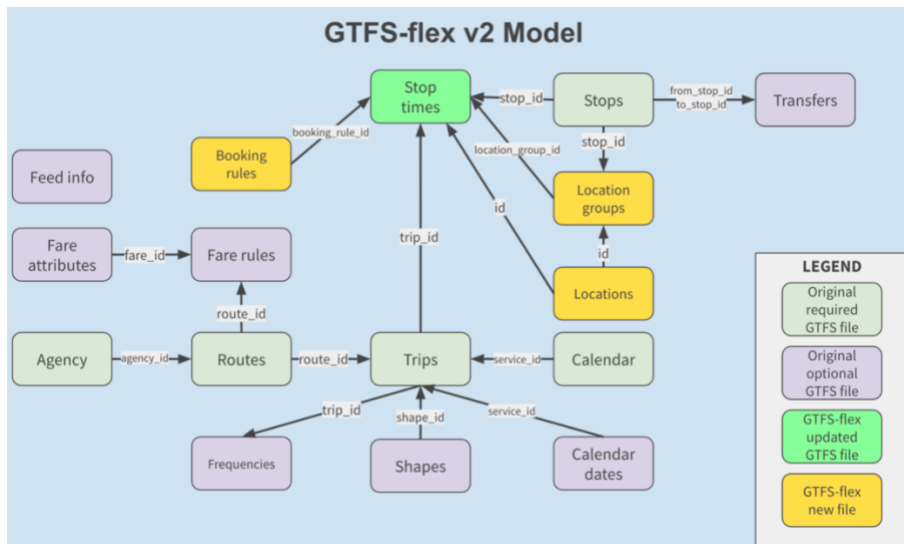 GTFS-flex v2 Model
Stop
times
stop_id
Stops
from_stop_id
to_stop_id
Transfers
booking_rule_id
stop_id
Booking
rules
location_group_id
Feed info
Location
groups
id
trip_id
id
Fare
attributes
fare_id
Fare rules
Locations
route_id
Agency
agency_id
Routes
route_id
Trips
service_id
Calendar
trip_id
shape_id
service_id
Frequencies
Shapes
Calendar
dates
LEGEND
Original
required
GTFS file
Original
optional
GTFS file
GTFS-flex
updated
GTFS file
GTFS-flex
new file